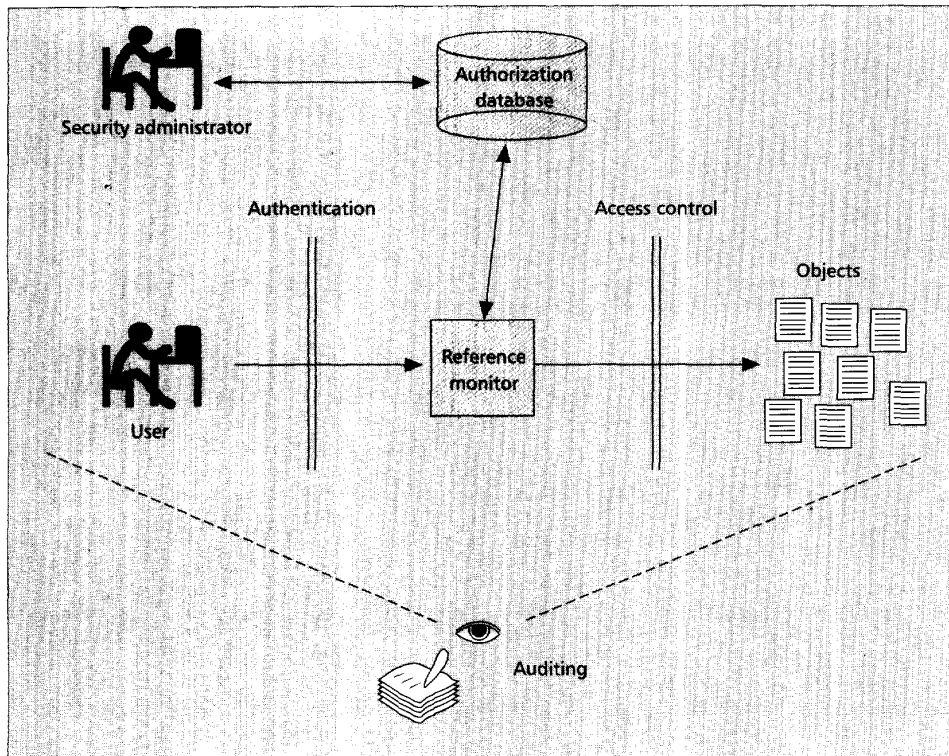 Authorization
database
Security administrator
Authentication
Access control
Objects
Reference
monitor
User
Auditing